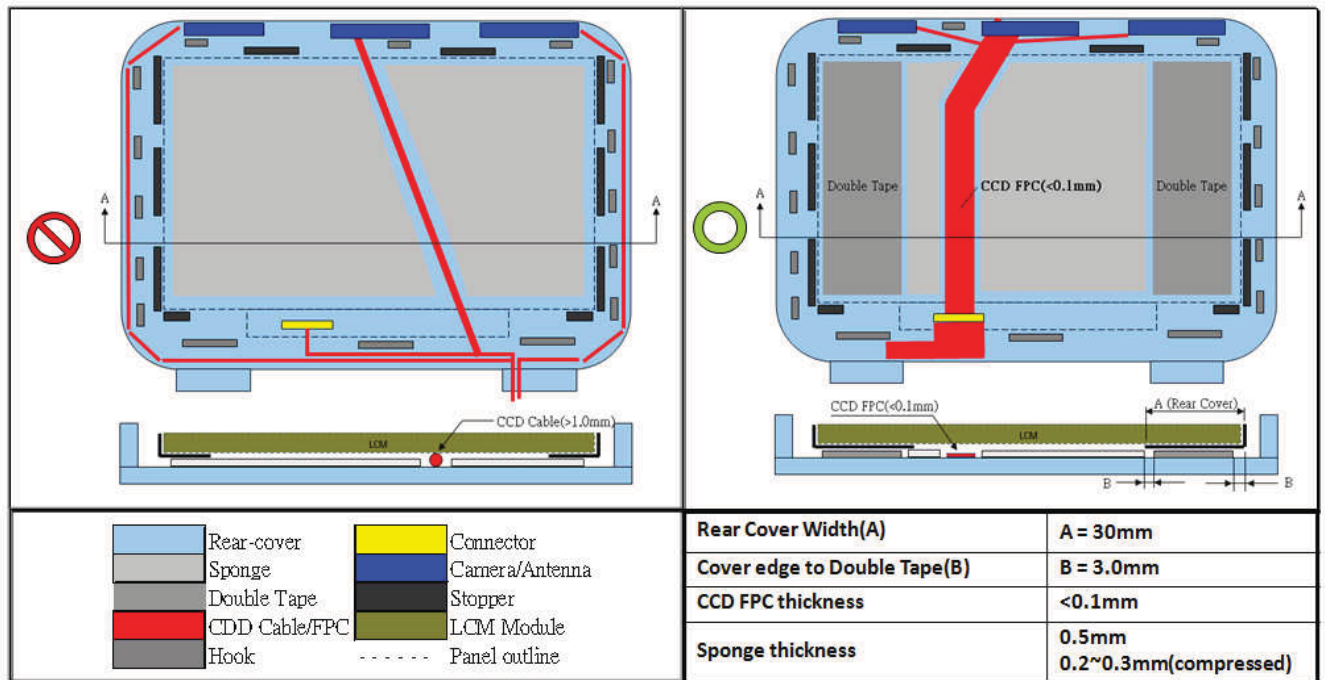 A
A
CCD Cable(>1.0mm)
LCM
A
A
Double Tape
CCD FPC(<0.1mm)
Double Tape
CCD FPC(<0.1mm)
A (Rear Cover)
LCM
B
B
Rear-cover
Connector
Sponge
Camera/Antenna
Double Tape
Stopper
CDD Cable/FPC
LCM Module
Hook
Panel outline
Rear Cover Width(A)
A = 30mm
Cover edge to Double Tape(B)
B = 3.0mm
CCD FPC thickness
<0.1mm
Sponge thickness
0.5mm
0.2~0.3mm(compressed)